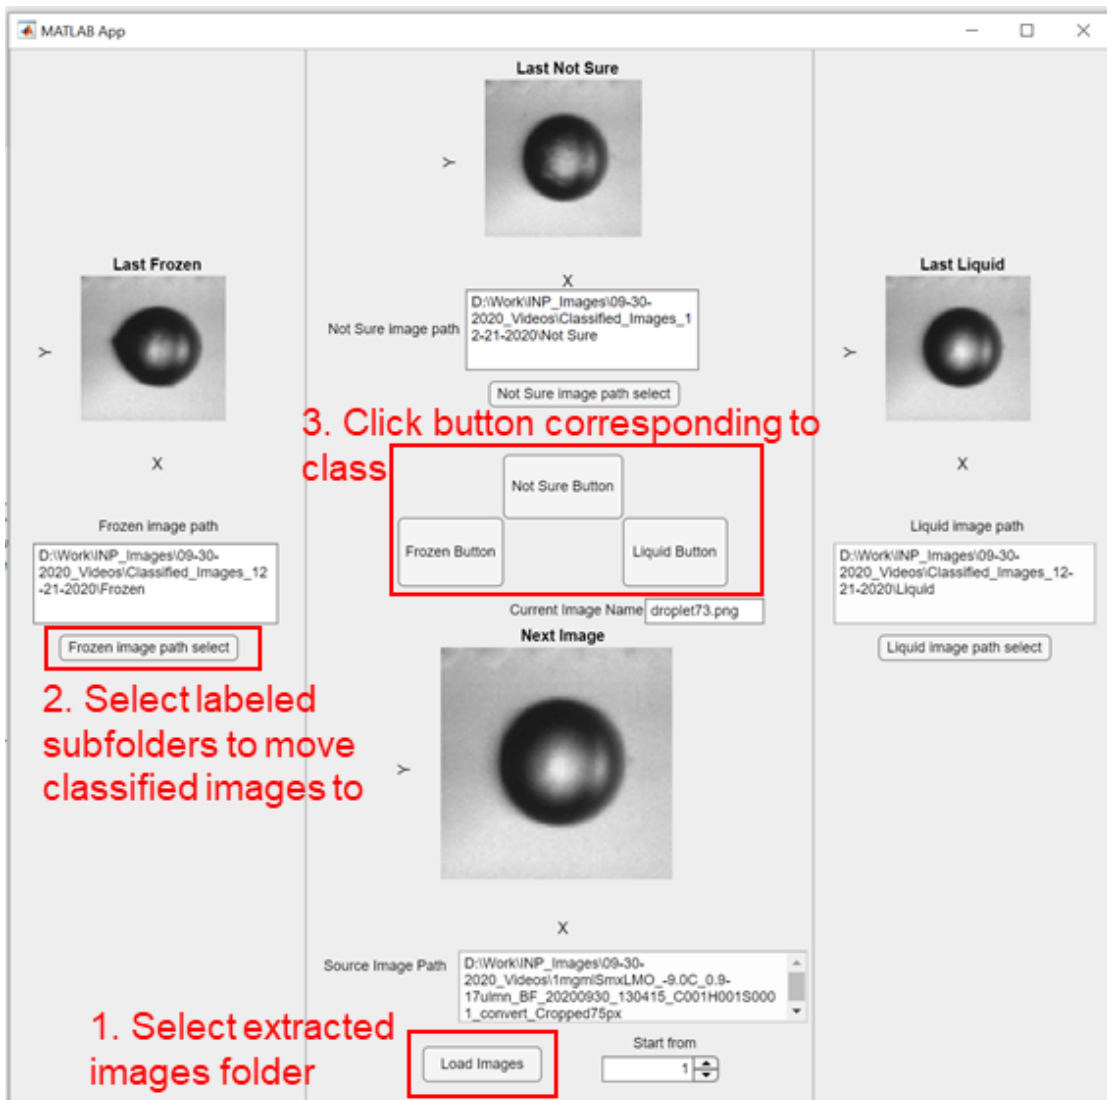 MATLAB App
Last Not Sure
Y
X
Not Sure image path
D:\Work\INP_Images\09-30-
2020_Videos\Classified_Images_1
2-21-2020\Not Sure
Not Sure image path select
Last Frozen
Y
X
Frozen image path
D:\Work\INP_Images\09-30-
2020_Videos\Classified_Images_12
-21-2020\Frozen
Frozen image path select
2. Select labeled
subfolders to move
classified images to
Last Liquid
Y
X
Liquid image path
D:\Work\INP_Images\09-30-
2020_Videos\Classified_Images_12-
21-2020\Liquid
Liquid image path select
3. Click button corresponding to
class
Not Sure Button
Frozen Button
Liquid Button
Current Image Name droplet73.png
Next Image
Y
X
Source Image Path
D:\Work\INP_Images\09-30-
2020_Videos\1mgmlSmxLMO_-9.0C_0.9-
17ulmn_BF_20200930_130415_C001H001S000
1_convert_Cropped75px
1. Select extracted
images folder
Load Images
Start from
1